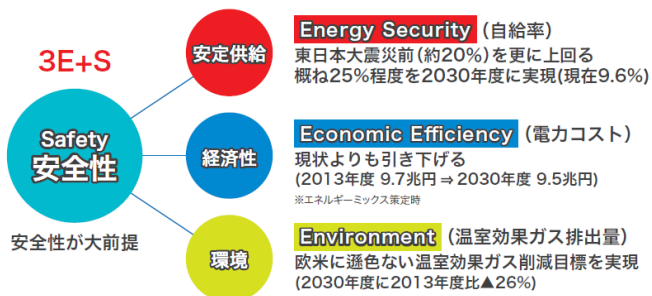 3E+S
Safety
安全性
安全性が大前提
安定供給
Energy Security（自給率）
東日本大震災前（約20%）を更に上回る
概ね25%程度を2030年度に実現(現在9.6%)
経済性
Economic Efficiency（電力コスト）
現状よりも引き下げる
(2013年度 9.7兆円⇒2030年度 9.5兆円)
※エネルギーミックス策定時
環境
Environment（温室効果ガス排出量）
欧米に遜色ない温室効果ガス削減目標を実現
(2030年度に2013年度比▲26%)